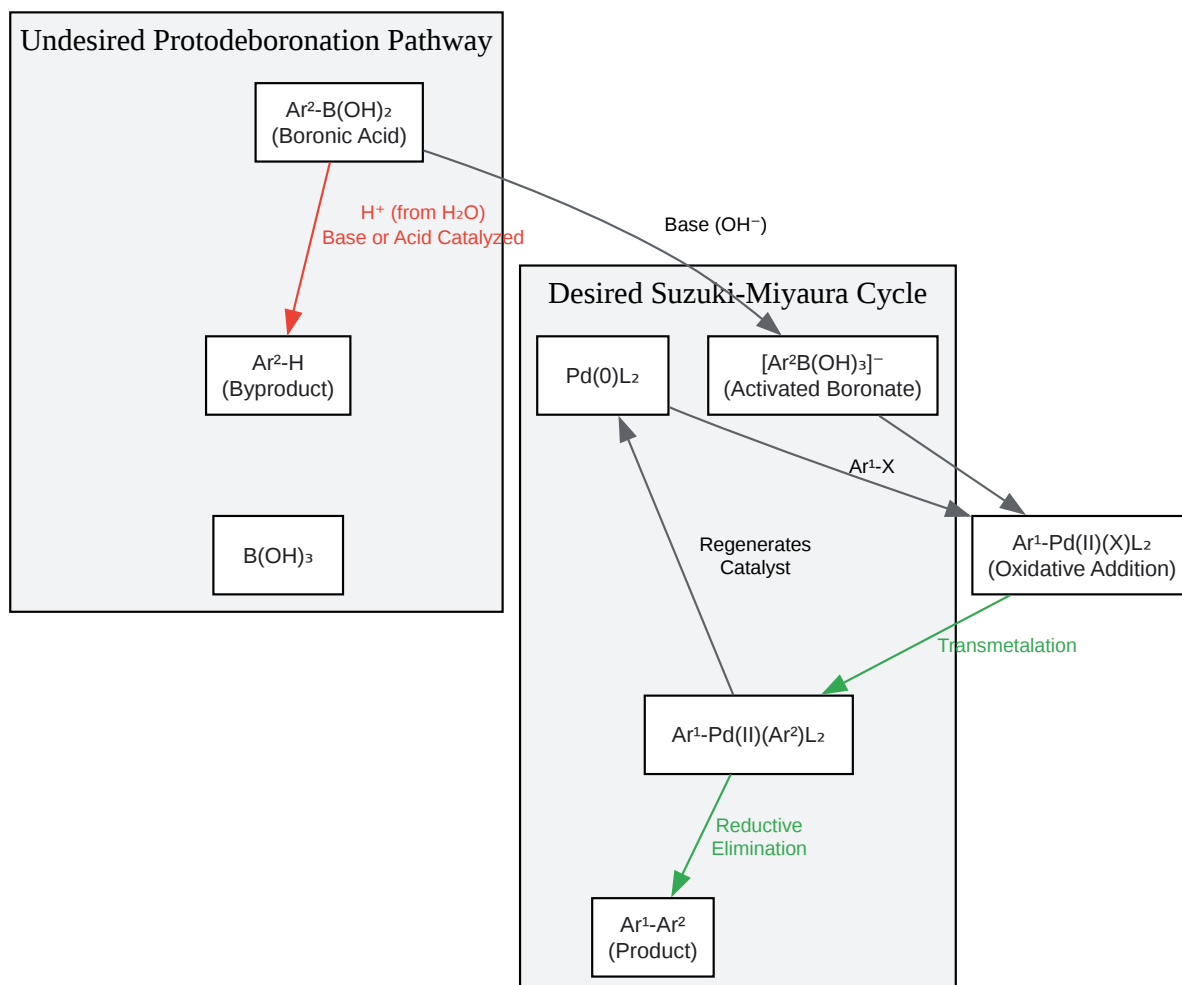 Undesired Protodeboronation Pathway
Ar²-B(OH)₂
(Boronic Acid)
H⁺ (from H₂O)
Base or Acid Catalyzed
Base (OH⁻)
Desired Suzuki-Miyaura Cycle
Ar²-H
(Byproduct)
Pd(0)L₂
[Ar²B(OH)₃]⁻
(Activated Boronate)
Ar¹-X
B(OH)₃
Regenerates
Catalyst
Ar¹-Pd(II)(X)L₂
(Oxidative Addition)
Transmetalation
Ar¹-Pd(II)(Ar²)L₂
Reductive
Elimination
Ar¹-Ar²
(Product)